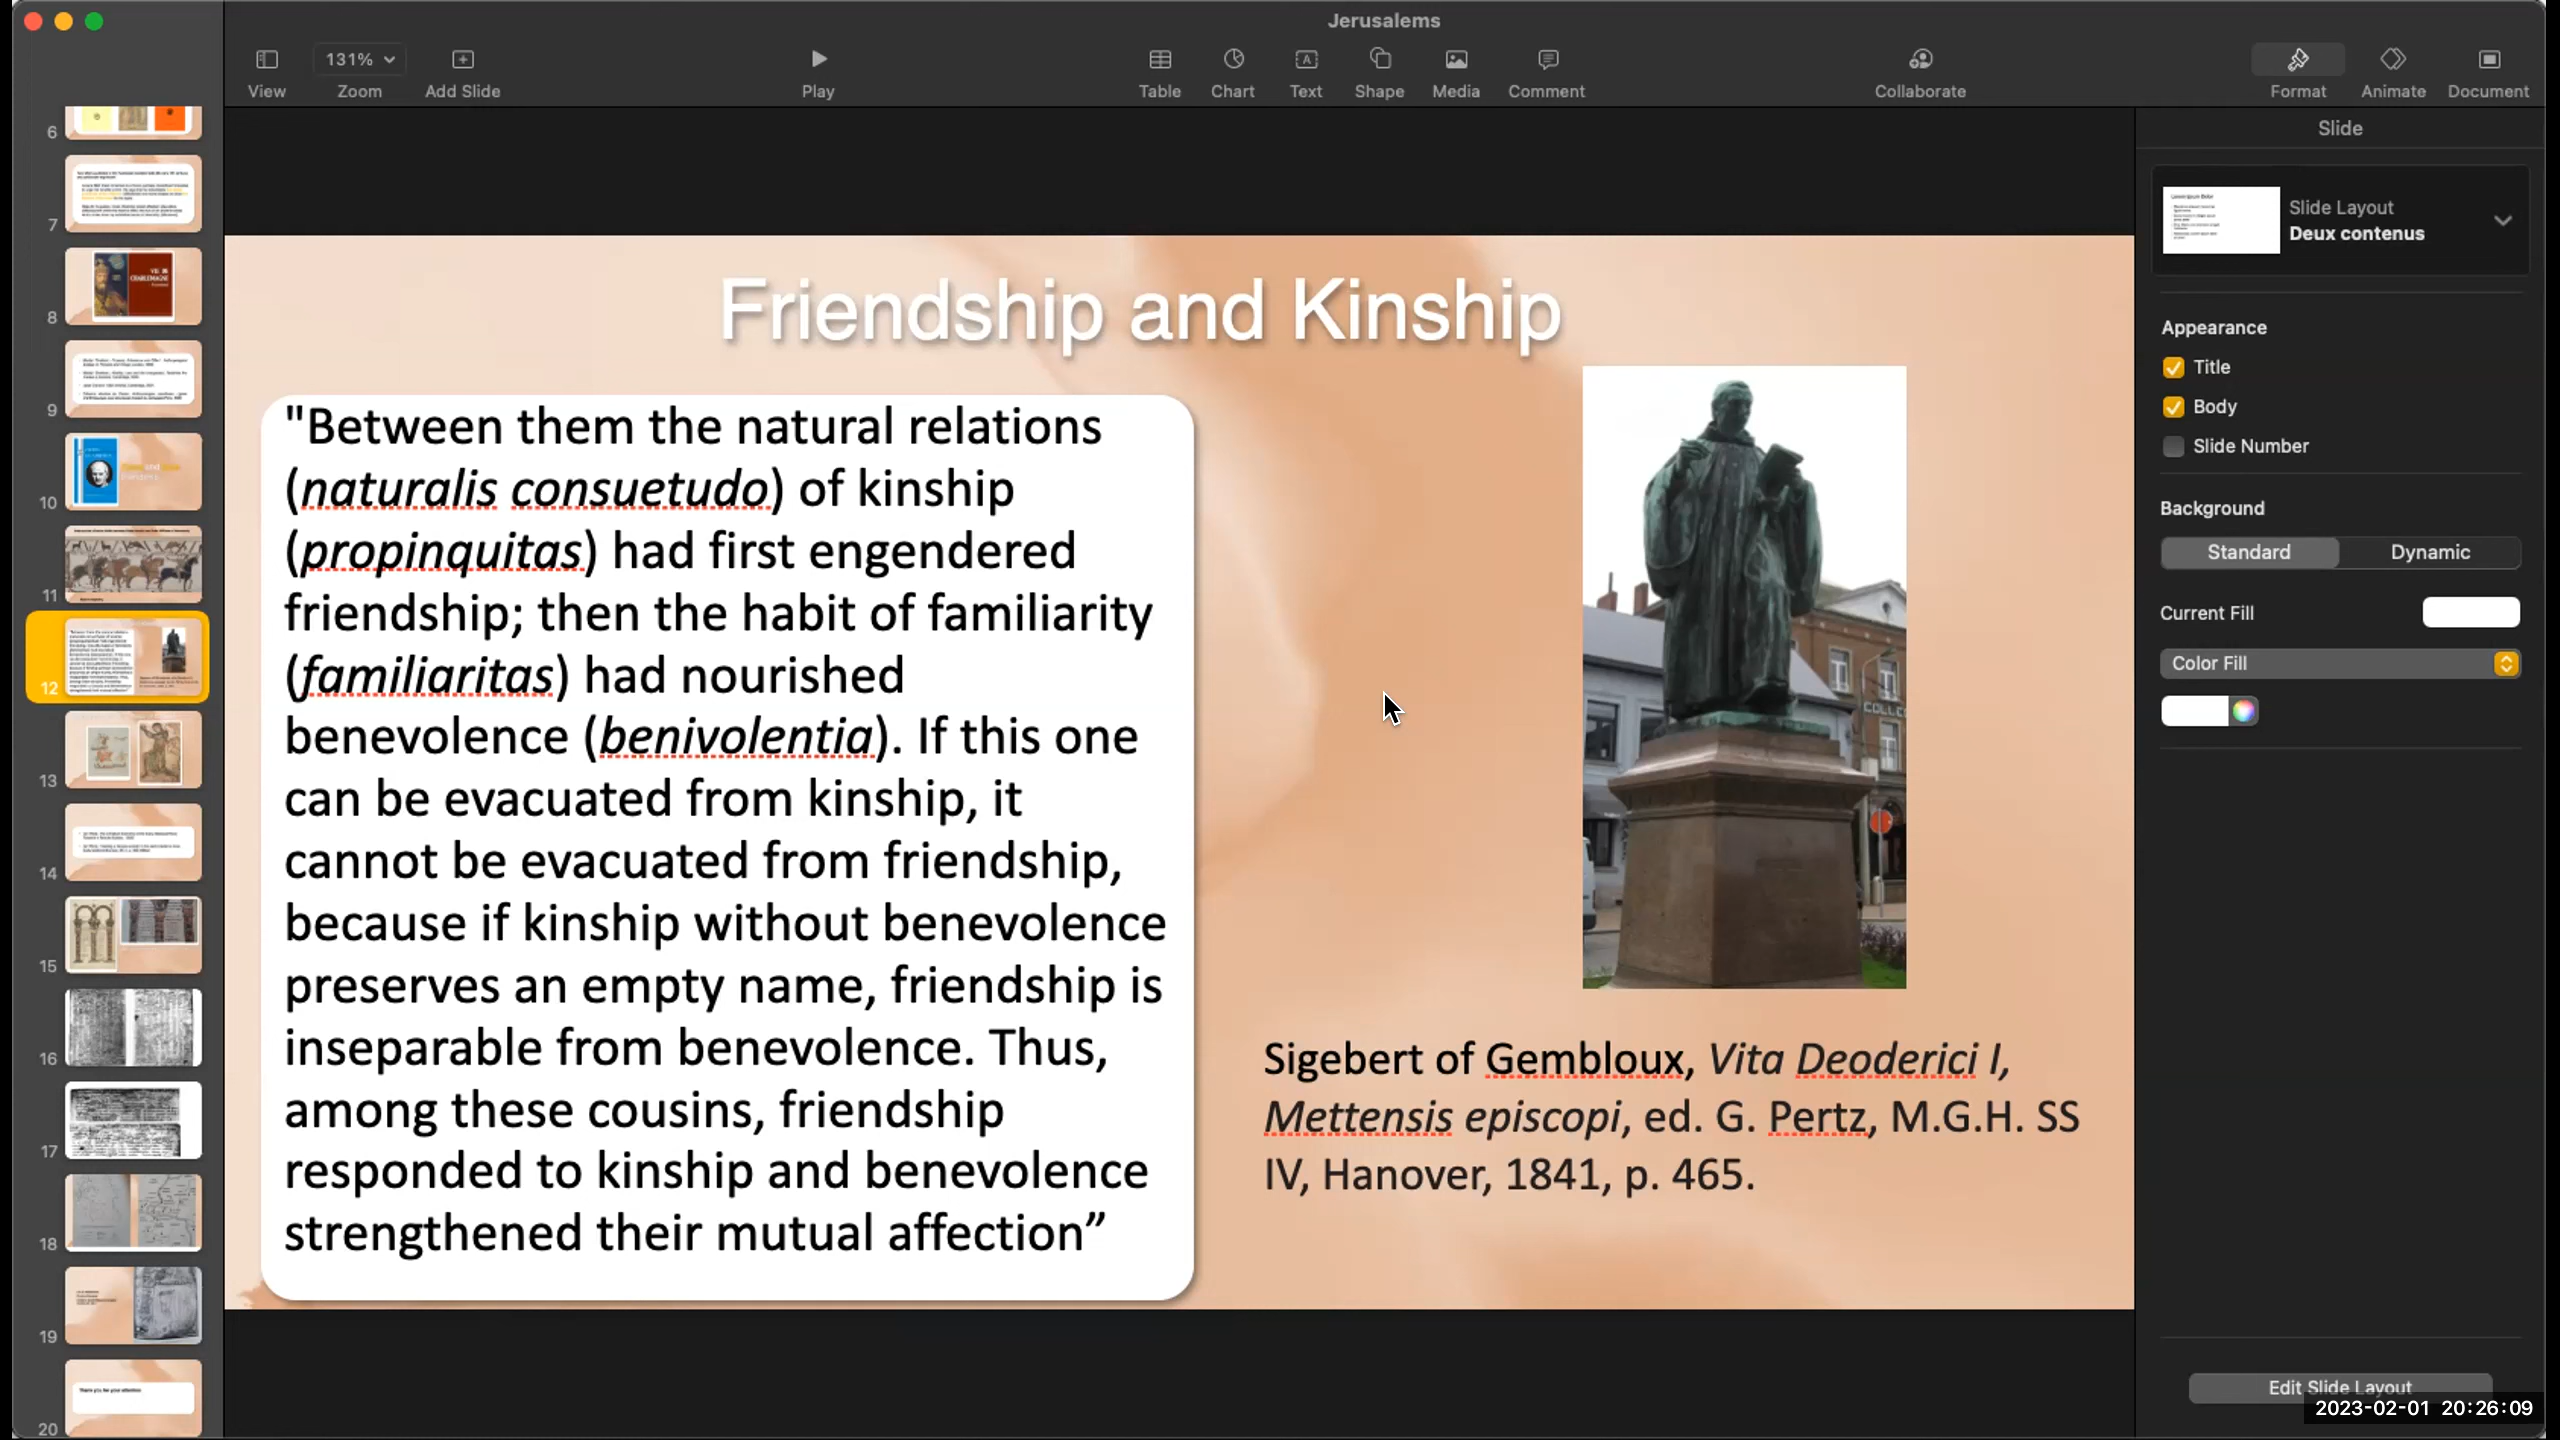 Jerusalems
131%
View
Zoom
Add Slide
Play
Table
Chart
Text
Shape
Media
Comment
Collaborate
Format
Animate
Document
6
7
8
9
10
11
12
13
14
15
16
17
18
19
20
Thank you for your attention
Friendship and Kinship
"Between them the natural relations
(naturalis consuetudo) of kinship
(propinquitas) had first engendered
friendship; then the habit of familiarity
(familiaritas) had nourished
benevolence (benivolentia). If this one
can be evacuated from kinship, it
cannot be evacuated from friendship,
because if kinship without benevolence
preserves an empty name, friendship is
inseparable from benevolence. Thus,
among these cousins, friendship
responded to kinship and benevolence
strengthened their mutual affection”
COLLE
Sigebert of Gembloux, Vita Deoderici I,
Mettensis episcopi, ed. G. Pertz, M.G.H. SS
IV, Hanover, 1841, p. 465.
Slide
Slide Layout
Deux contenus
Appearance
Title
Body
Slide Number
Background
Standard
Dynamic
Current Fill
Color Fill
Edit Slide Layout
2023-02-01 20:26:09